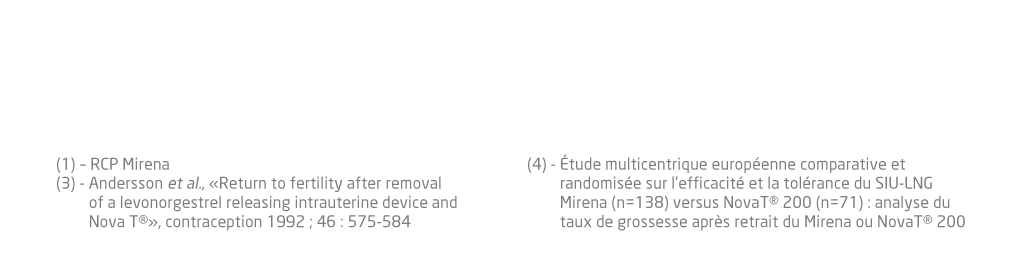 (1) – RCP Mirena
(3) - Andersson et al., «Return to fertility after removal
of a levonorgestrel releasing intrauterine device and
Nova T®», contraception 1992 ; 46 : 575-584
(4) - Étude multicentrique européenne comparative et
randomisée sur l'efficacité et la tolérance du SIU-LNG
Mirena (n=138) versus NovaT® 200 (n=71) : analyse du
taux de grossesse après retrait du Mirena ou NovaT® 200